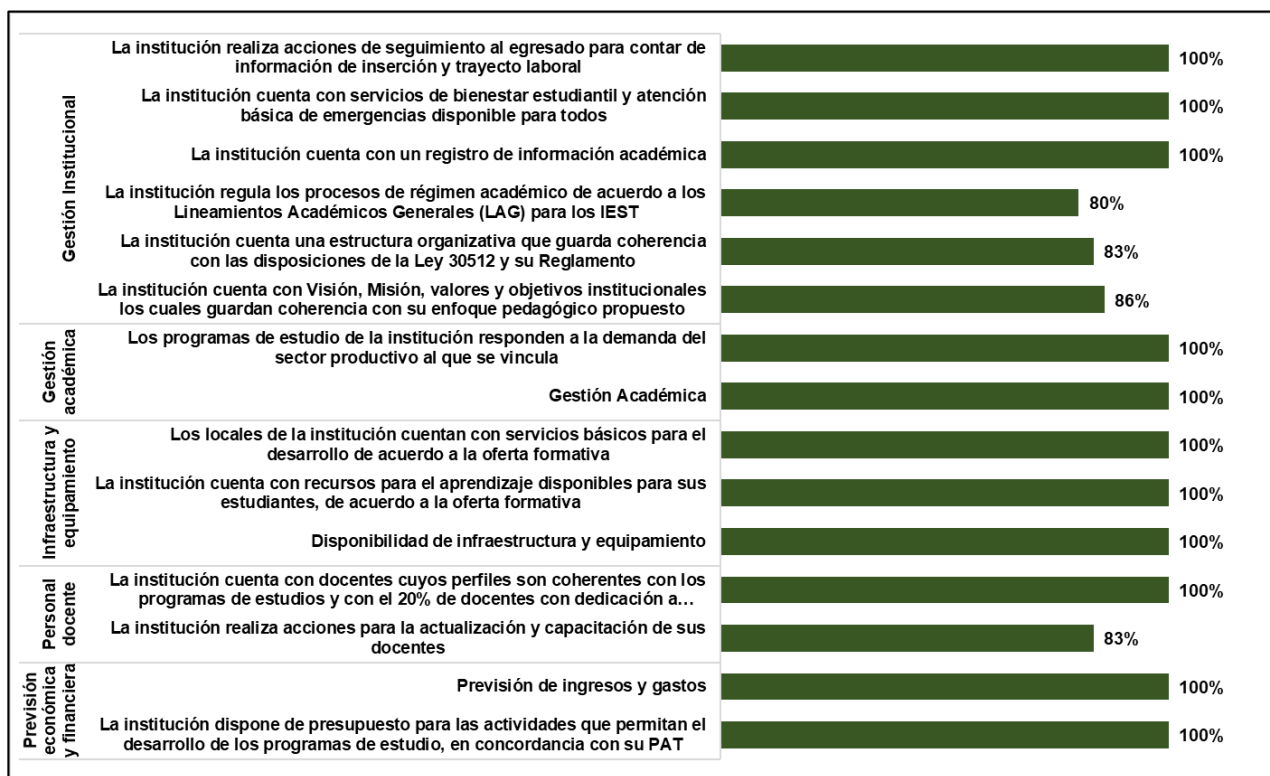 Gestión Institucional
La institución realiza acciones de seguimiento al egresado para contar de
información de inserción y trayecto laboral
100%
La institución cuenta con servicios de bienestar estudiantil y atención
básica de emergencias disponible para todos
100%
La institución cuenta con un registro de información académica
100%
La institución regula los procesos de régimen académico de acuerdo a los
Lineamientos Académicos Generales (LAG) para los IEST
80%
La institución cuenta una estructura organizativa que guarda coherencia
con las disposiciones de la Ley 30512 y su Reglamento
83%
La institución cuenta con Visión, Misión, valores y objetivos institucionales
los cuales guardan coherencia con su enfoque pedagógico propuesto
86%
Gestión
académica
Los programas de estudio de la institución responden a la demanda del
sector productivo al que se vincula
100%
Gestión Académica
100%
Infraestructura y
equipamiento
Los locales de la institución cuentan con servicios básicos para el
desarrollo de acuerdo a la oferta formativa
100%
La institución cuenta con recursos para el aprendizaje disponibles para sus
estudiantes, de acuerdo a la oferta formativa
100%
Disponibilidad de infraestructura y equipamiento
100%
Personal
docente
La institución cuenta con docentes cuyos perfiles son coherentes con los
programas de estudios y con el 20% de docentes con dedicación a…
100%
La institución realiza acciones para la actualización y capacitación de sus
docentes
83%
Previsión
económica
y financiera
Previsión de ingresos y gastos
100%
La institución dispone de presupuesto para las actividades que permitan el
desarrollo de los programas de estudio, en concordancia con su PAT
100%